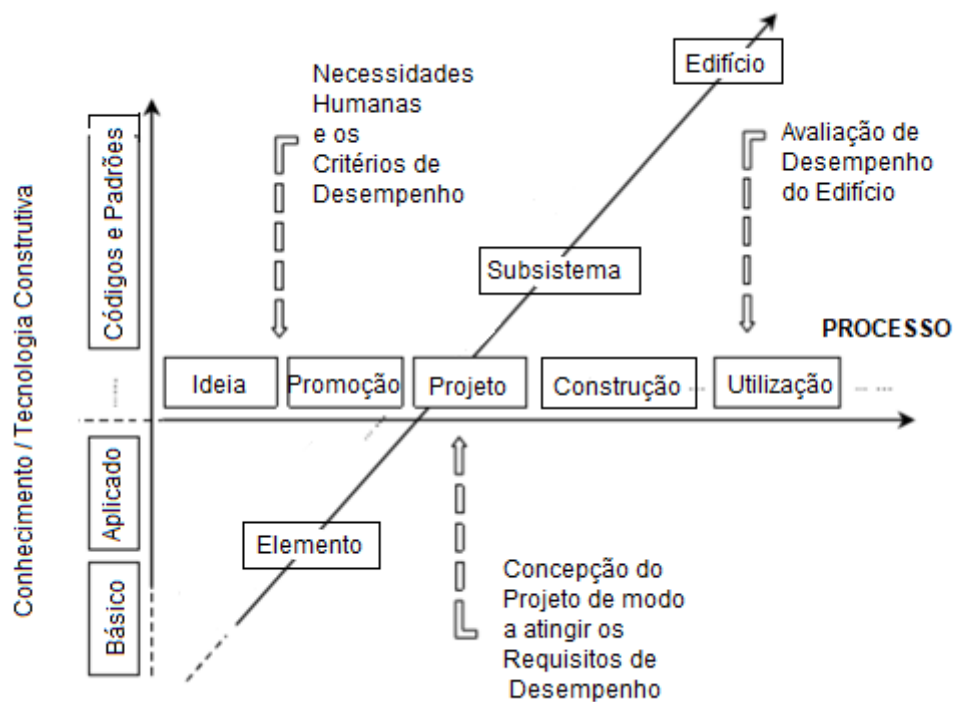 Edifício
Necessidades
Humanas
e os
Critérios de
Desempenho
Avaliação de
Desempenho
do Edifício
Conhecimento / Tecnologia Construtiva
Códigos e Padrões
.....
Aplicado
Básico
Subsistema
PROCESSO
Ideia
Promoção
Projeto
Construção
...
Utilização
... ...
Elemento
Concepção do
Projeto de modo
a atingir os
Requisitos de
Desempenho